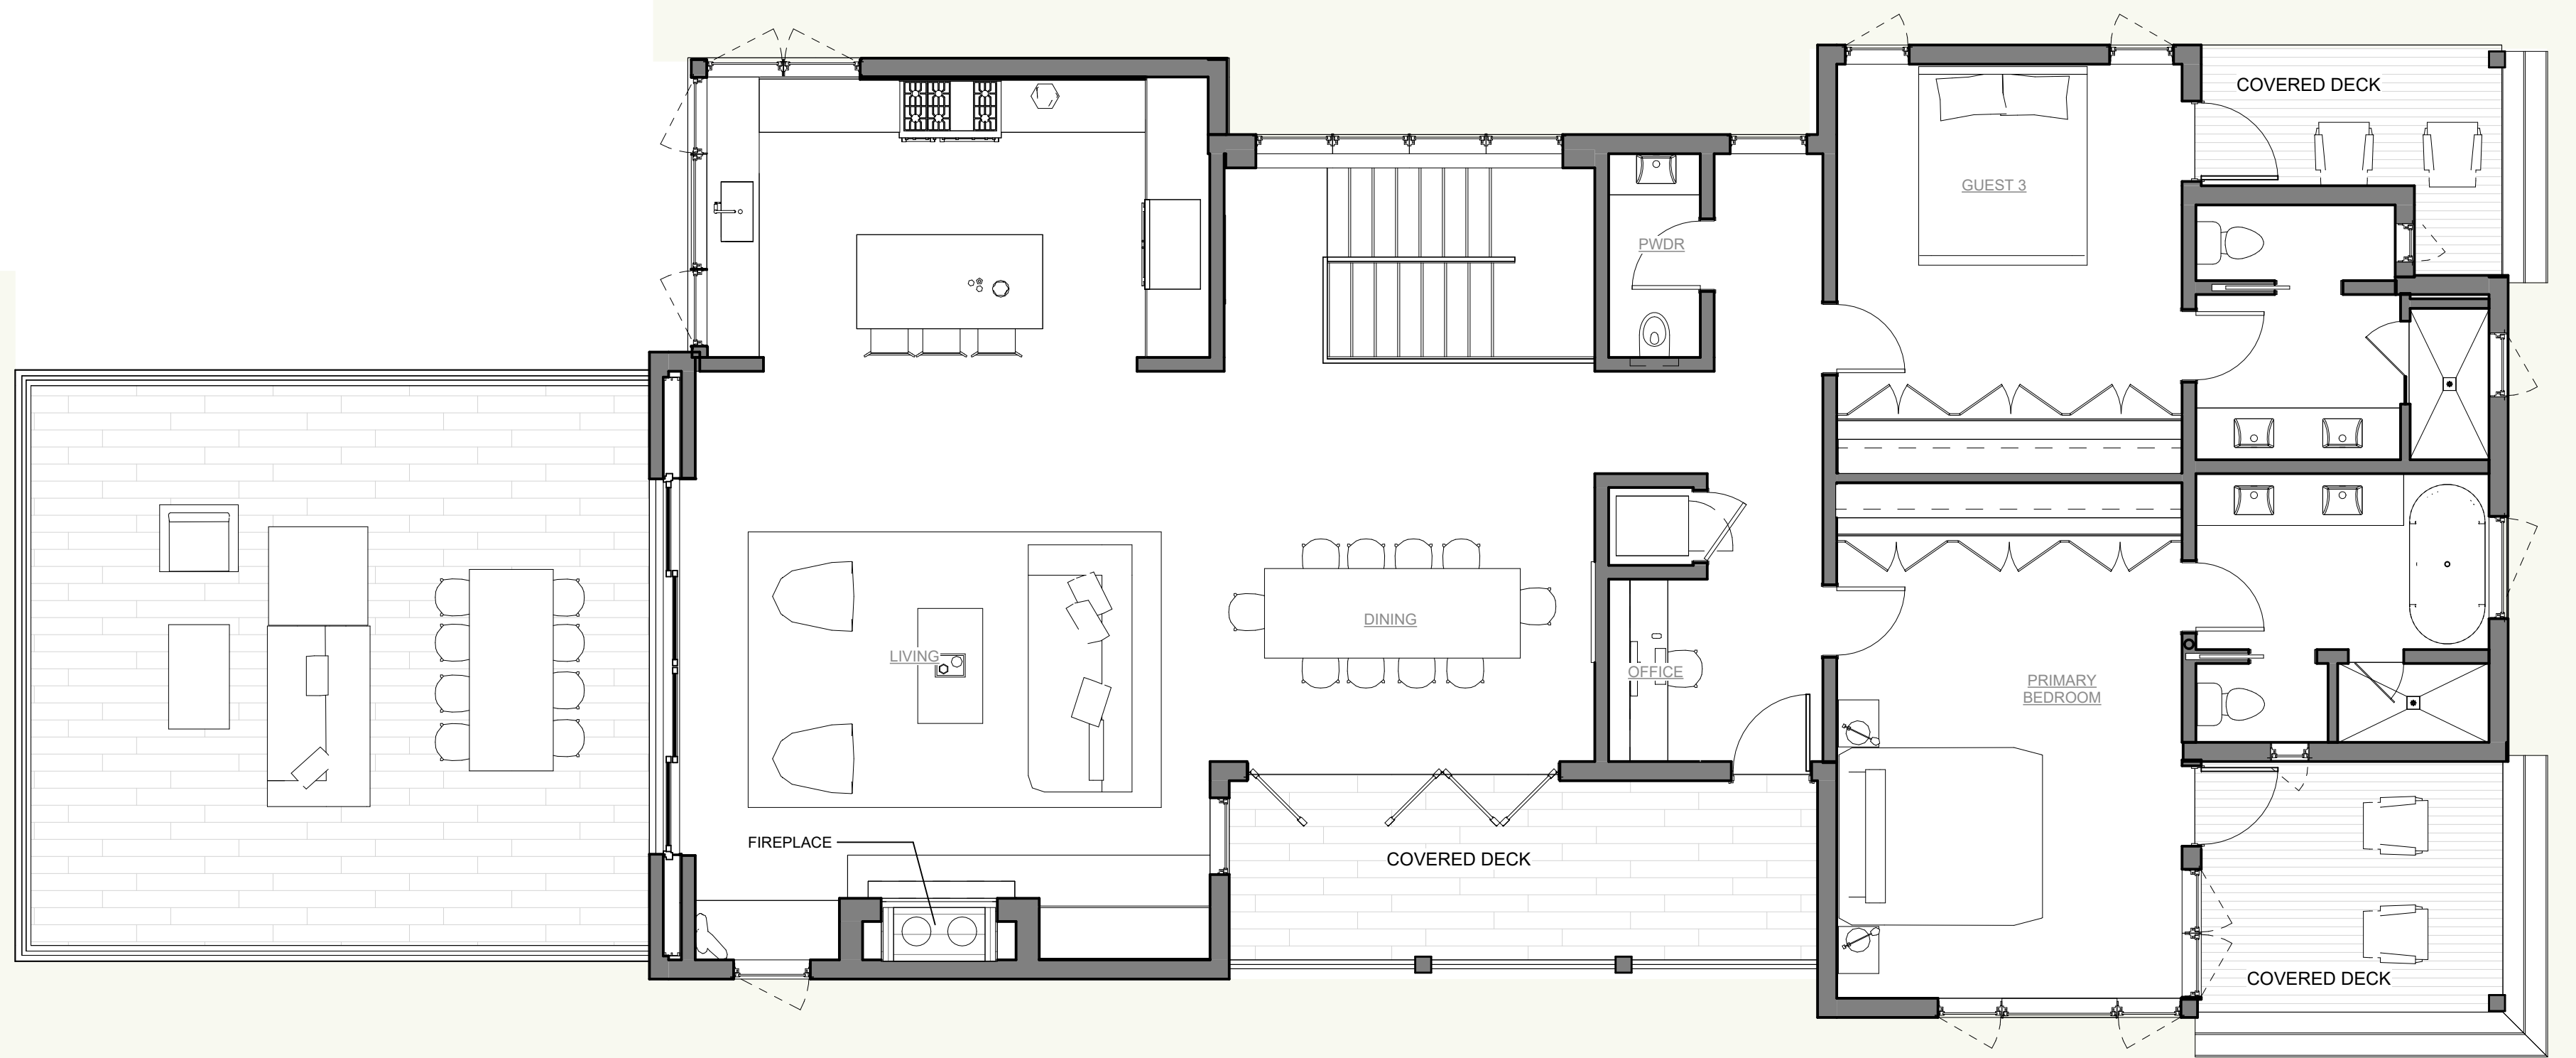 COVERED DECK
GUEST 3
PWDR
DINING
LIVING
OFFICE
PRIMARY
BEDROOM
FIREPLACE
COVERED DECK
COVERED DECK